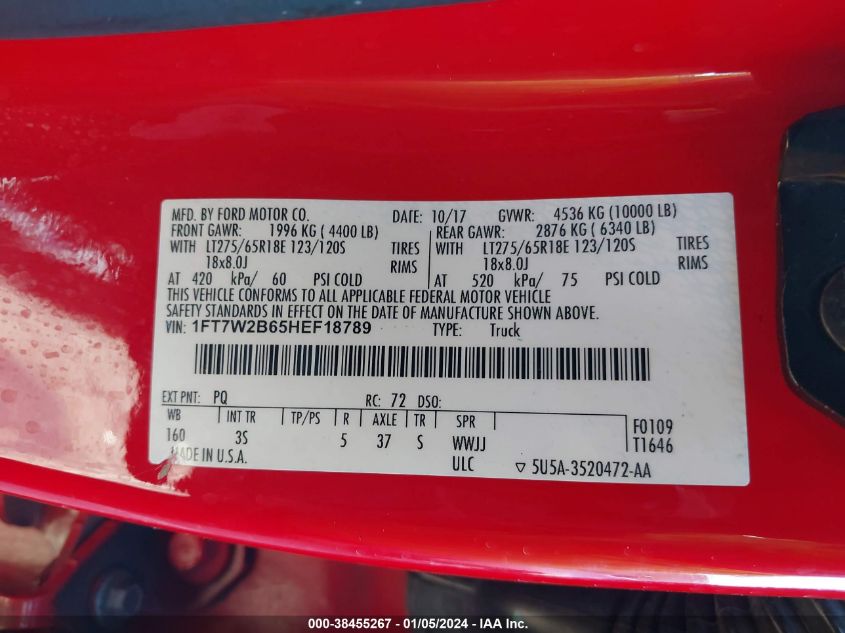 MFD. BY FORD MOTOR CO. DATE: 10/17 GVWR: 4536 KG (10000 LB)
FRONT GAWR: 1996 KG ( 4400 LB) REAR GAWR: 2876 KG ( 6340 LB)
WITH LT275/65R18E 123/120S TIRES WITH LT275/65R18E 123/120S TIRES
18x8.0J RIMS 18x8.0J RIMS
AT 420 kPa/ 60 PSI COLD AT 520 kPa/ 75 PSI COLD
THIS VEHICLE CONFORMS TO ALL APPLICABLE FEDERAL MOTOR VEHICLE
SAFETY STANDARDS IN EFFECT ON THE DATE OF MANUFACTURE SHOWN ABOVE.
VIN: 1FT7W2B65HEF18789 TYPE: Truck
EXT PNT: PQ RC: 72 DSO:
WB INT TR TP/PS R AXLE TR SPR F0109
160 3S 5 37 S WWJJ T1646
MADE IN U.S.A. ULC ▽ 5U5A-3520472-AA
000-38455267 - 01/05/2024 - IAA Inc.